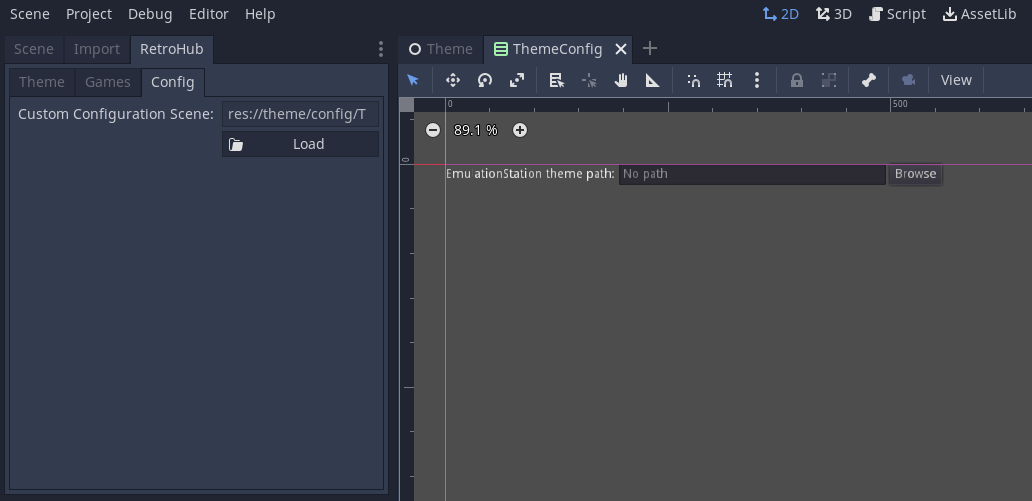 Scene Project Debug Editor Help 2D 3D Script AssetLib
Scene Import RetroHub Theme ThemeConfig
Theme Games Config View
Custom Configuration Scene: res://theme/config/T
Load
0 500
89.1 %
0
EmulationStation theme path: No path Browse